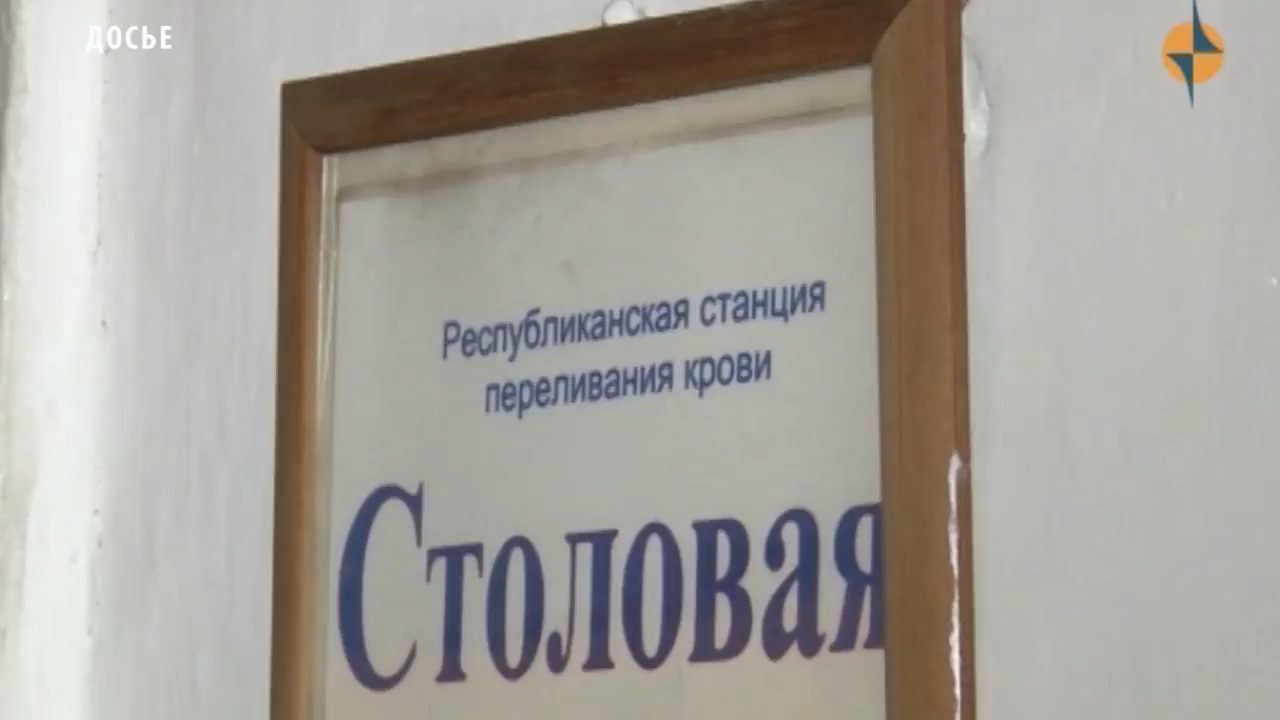 ДОСЬЕ
Республиканская станция
переливания крови
Столовая